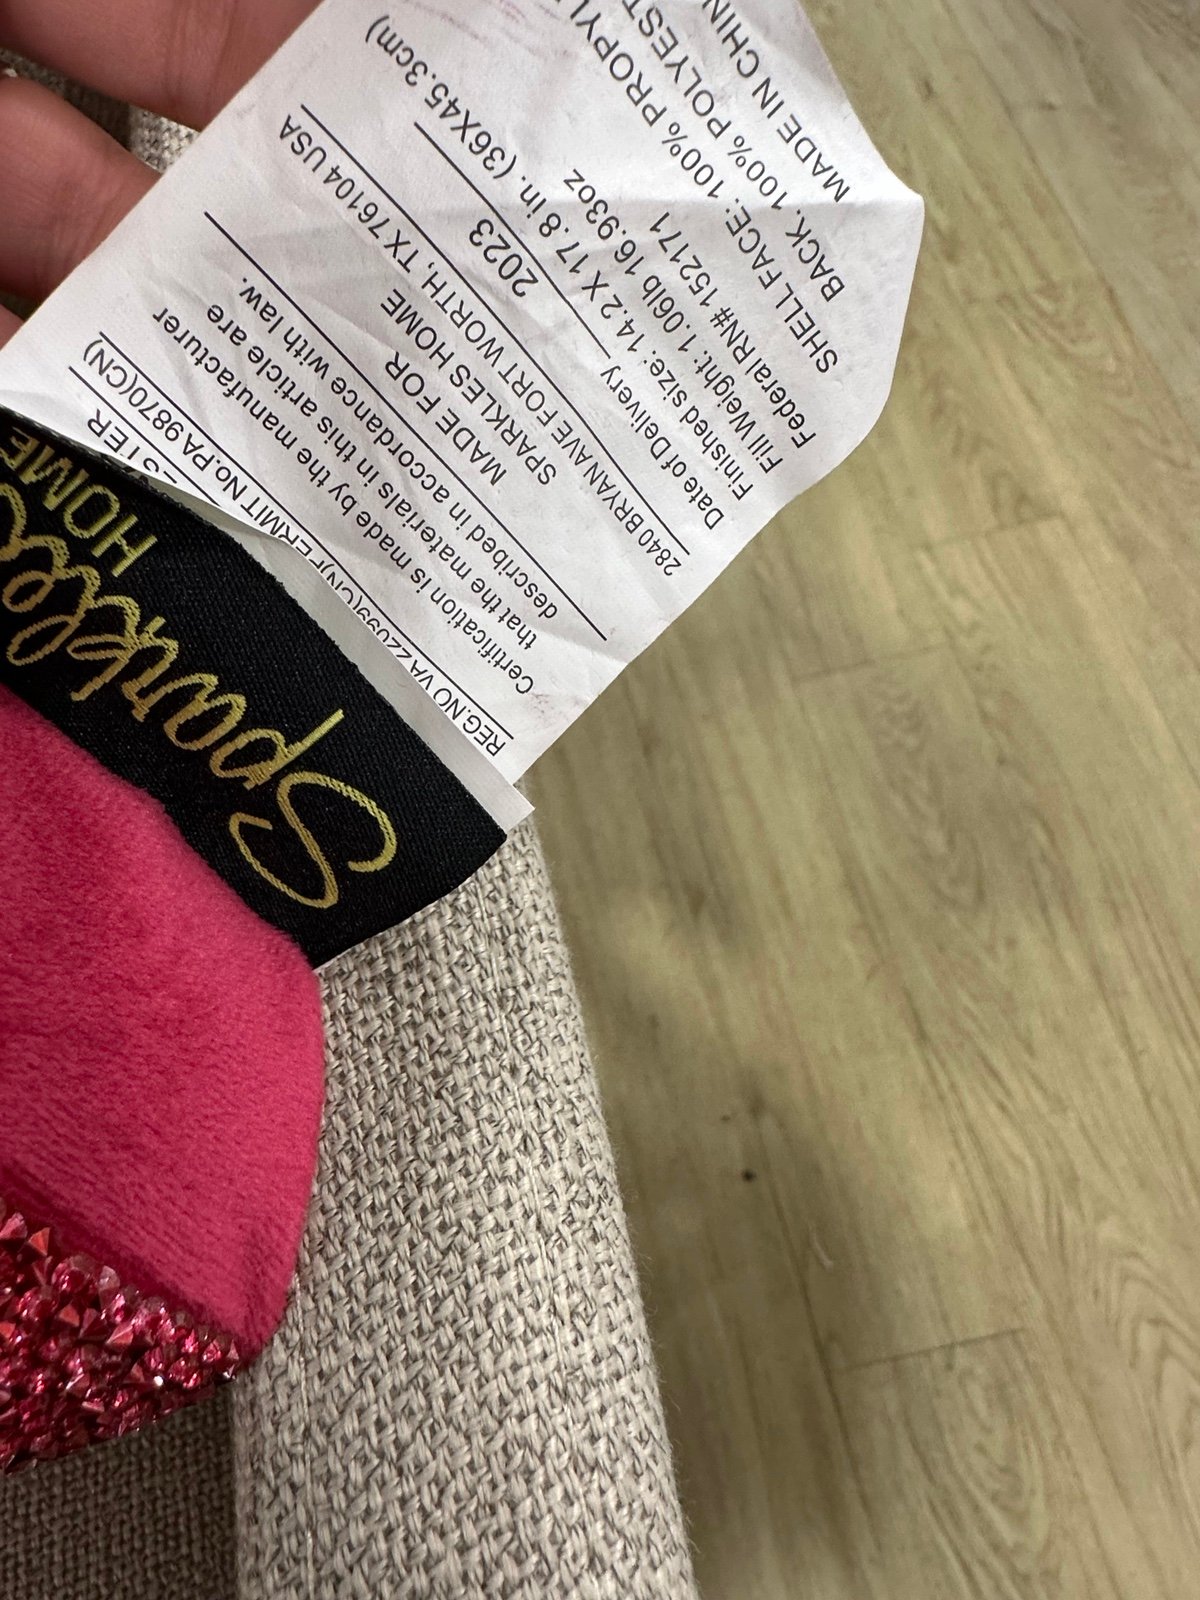 Sparkles
HOME
STER
REG.NO VA 22099(CN)PERMIT No.PA 9870(CN)
Certification is made by the manufacturer
that the materials in this article are
described in accordance with law.
MADE FOR
SPARKLES HOME
2840 BRYAN AVE FORT WORTH, TX 76104 USA
Date of Delivery 2023
Finished size: 14.2 X 17.8 in. (36X45.3cm)
Fill Weight: 1.06lb 16.93oz
Federal RN# 152171
SHELL FACE: 100% PROPYL
BACK. 100% POLYEST
MADE IN CHIN